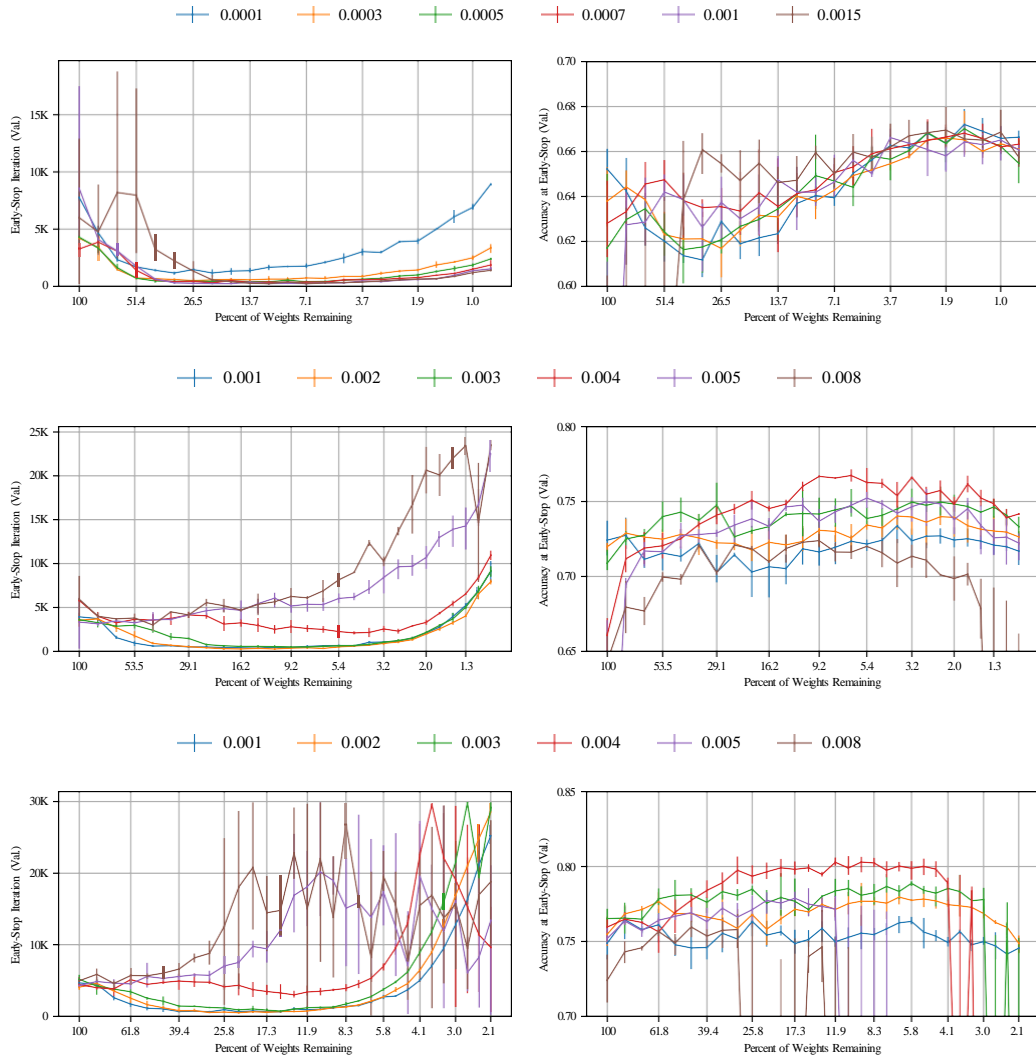 0.0001 0.0003 0.0005 0.0007 0.001 0.0015
15K
10K
5K
0
Early-Stop Iteration (Val.)
100 51.4 26.5 13.7 7.1 3.7 1.9 1.0
Percent of Weights Remaining
0.70
0.68
0.66
0.64
0.62
0.60
Accuracy at Early-Stop (Val.)
100 51.4 26.5 13.7 7.1 3.7 1.9 1.0
Percent of Weights Remaining
0.001 0.002 0.003 0.004 0.005 0.008
25K
20K
15K
10K
5K
0
Early-Stop Iteration (Val.)
100 53.5 29.1 16.2 9.2 5.4 3.2 2.0 1.3
Percent of Weights Remaining
0.80
0.75
0.70
0.65
Accuracy at Early-Stop (Val.)
100 53.5 29.1 16.2 9.2 5.4 3.2 2.0 1.3
Percent of Weights Remaining
0.001 0.002 0.003 0.004 0.005 0.008
30K
20K
10K
0
Early-Stop Iteration (Val.)
100 61.8 39.4 25.8 17.3 11.9 8.3 5.8 4.1 3.0 2.1
Percent of Weights Remaining
0.85
0.80
0.75
0.70
Accuracy at Early-Stop (Val.)
100 61.8 39.4 25.8 17.3 11.9 8.3 5.8 4.1 3.0 2.1
Percent of Weights Remaining